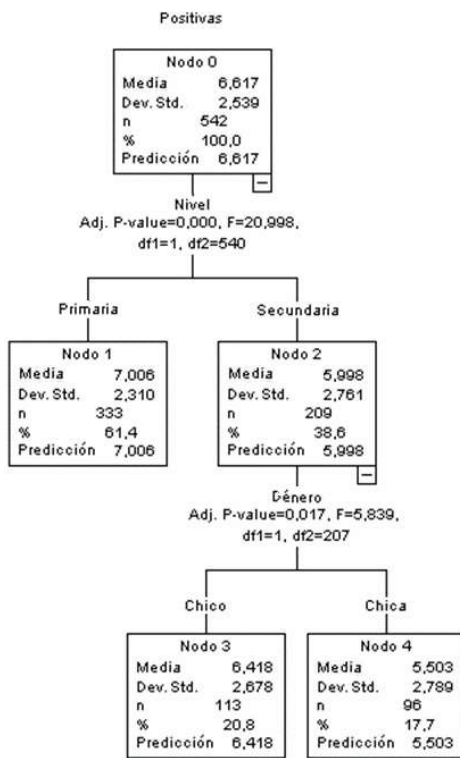 Positivas
Nodo 0
Media 6,617
Dev. Std. 2,539
n 542
% 100,0
Predicción 6,617
Nivel
Adj. P-value=0,000, F=20,998,
df1=1, df2=540
Primaria
Secundaria
Nodo 1
Media 7,006
Dev. Std. 2,310
n 333
% 61,4
Predicción 7,006
Nodo 2
Media 5,998
Dev. Std. 2,761
n 209
% 38,6
Predicción 5,998
Género
Adj. P-value=0,017, F=5,839,
df1=1, df2=207
Chico
Chica
Nodo 3
Media 6,418
Dev. Std. 2,678
n 113
% 20,8
Predicción 6,418
Nodo 4
Media 5,503
Dev. Std. 2,789
n 96
% 17,7
Predicción 5,503